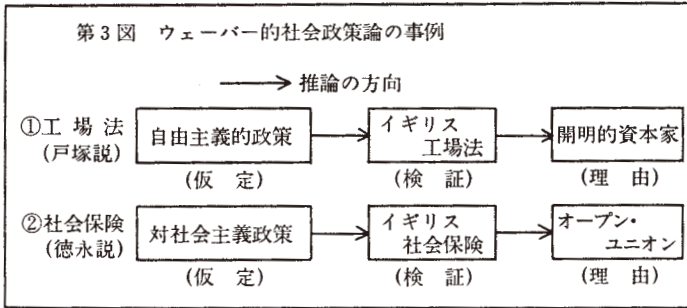 第3図 ウェーバー的社会政策論の事例
→推論の方向
①工場法
(戸塚説)
自由主義的政策
(仮定)
イギリス
工場法
(検証)
開明的資本家
(理由)
②社会保険
(徳永説)
対社会主義政策
(仮定)
イギリス
社会保険
(検証)
オープン・
ユニオン
(理由)